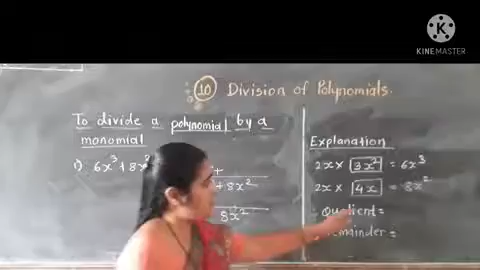 KINEMASTER
10 Division of Polynomials.
To divide a polynomial by a
monomial
1) 6x³ + 8x²
+
+ 8x²
8x²
Explanation
2x × 3x² = 6x³
2x × 4x = 8x²
∴ Quotient =
Remainder =